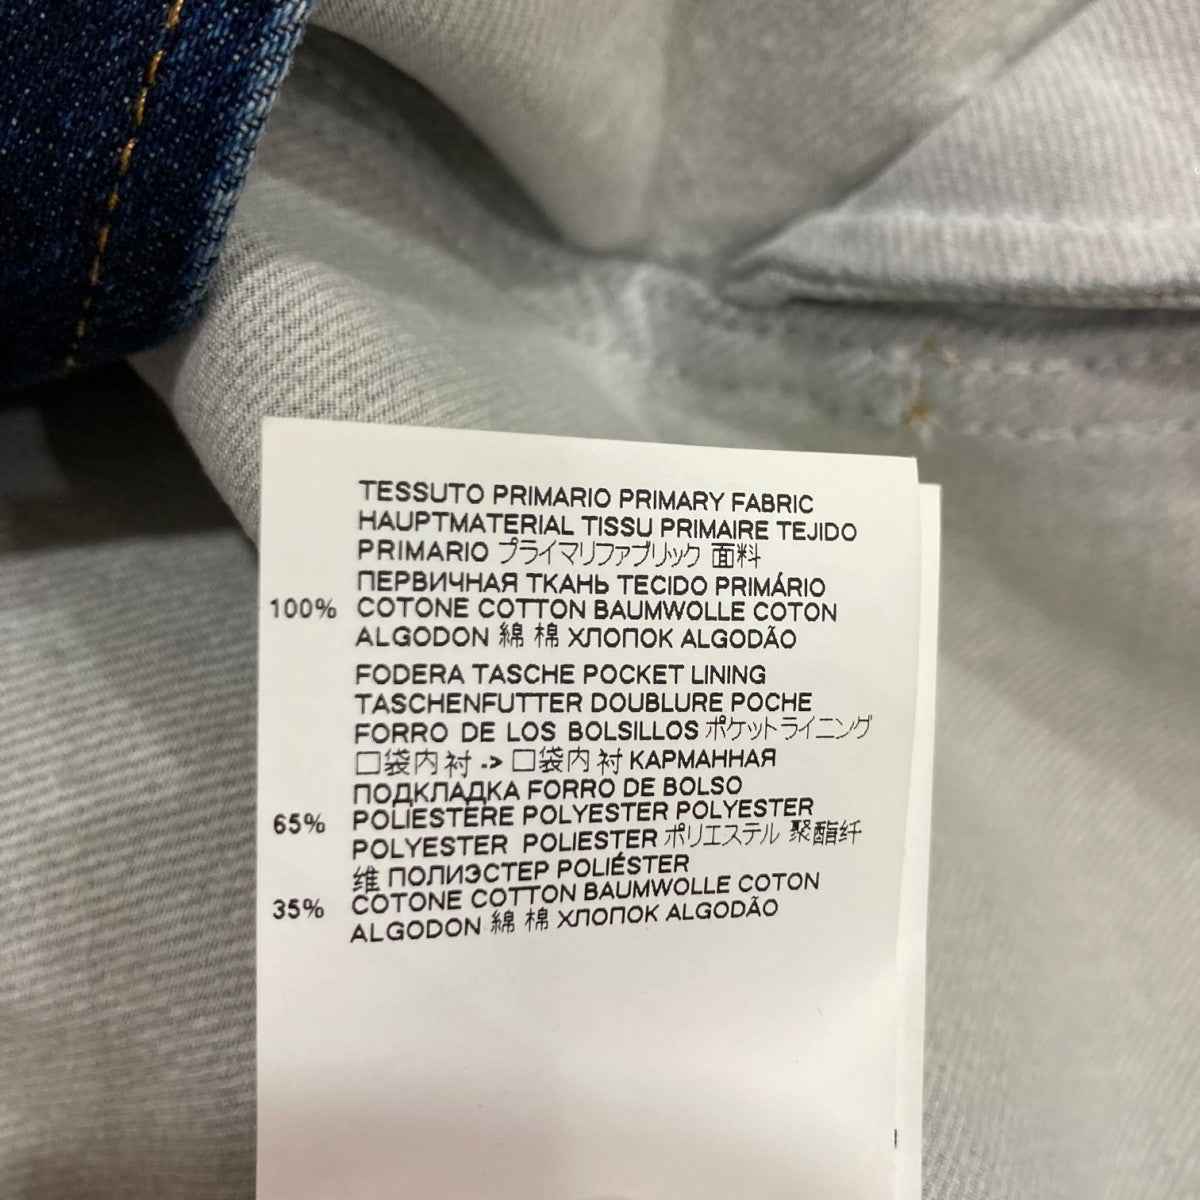 TESSUTO PRIMARIO PRIMARY FABRIC
HAUPTMATERIAL TISSU PRIMAIRE TEJIDO
PRIMARIO プライマリファブリック 面料
ПЕРВИЧНАЯ ТКАНЬ TECIDO PRIMÁRIO
100% COTONE COTTON BAUMWOLLE COTON
ALGODON 綿 棉 ХЛОПОК ALGODÃO
FODERA TASCHE POCKET LINING
TASCHENFUTTER DOUBLURE POCHE
FORRO DE LOS BOLSILLOS ポケットライニング
口袋内衬 -> 口袋内衬 КАРМАННАЯ
ПОДКЛАДКА FORRO DE BOLSO
65% POLIESTERE POLYESTER POLYESTER
POLYESTER POLIESTER ポリエステル 聚酯纤
维 ПОЛИЭСТЕР POLIÉSTER
35% COTONE COTTON BAUMWOLLE COTON
ALGODON 綿 棉 ХЛОПОК ALGODÃO